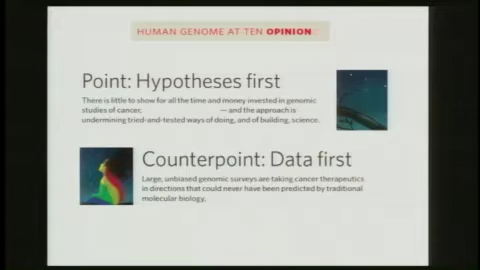 HUMAN GENOME AT TEN OPINION
Point: Hypotheses first
There is little to show for all the time and money invested in genomic
studies of cancer, — and the approach is
undermining tried-and-tested ways of doing, and of building, science.
Counterpoint: Data first
Large, unbiased genomic surveys are taking cancer therapeutics
in directions that could never have been predicted by traditional
molecular biology,